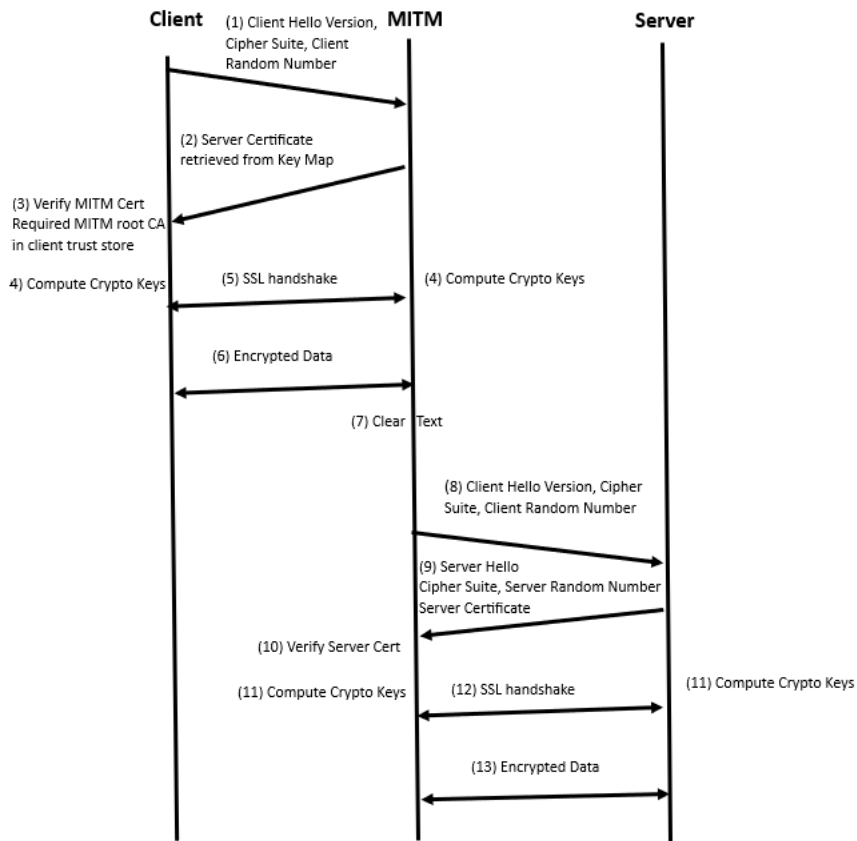 Client
MITM
Server
(1) Client Hello Version,
Cipher Suite, Client
Random Number
(2) Server Certificate
retrieved from Key Map
(3) Verify MITM Cert
Required MITM root CA
in client trust store
4) Compute Crypto Keys
(5) SSL handshake
(4) Compute Crypto Keys
(6) Encrypted Data
(7) Clear Text
(8) Client Hello Version, Cipher
Suite, Client Random Number
(9) Server Hello
Cipher Suite, Server Random Number
Server Certificate
(10) Verify Server Cert
(11) Compute Crypto Keys
(12) SSL handshake
(11) Compute Crypto Keys
(13) Encrypted Data